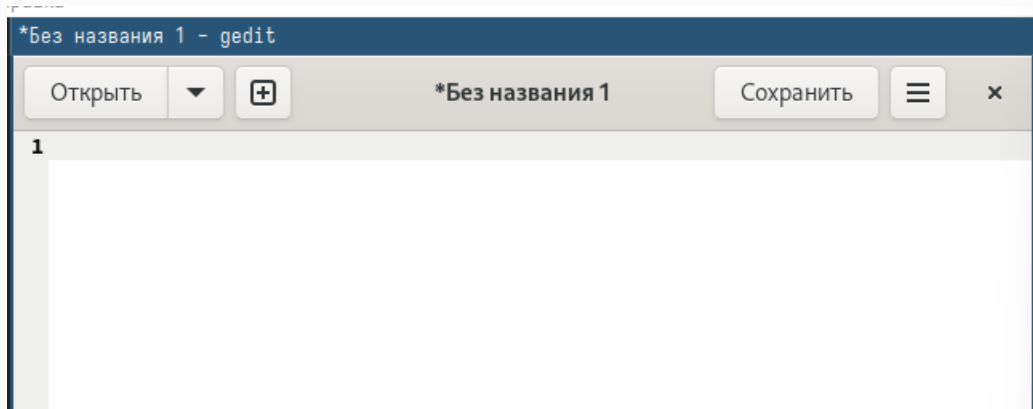 *Без названия 1 - gedit
Открыть
*Без названия 1
Сохранить
1